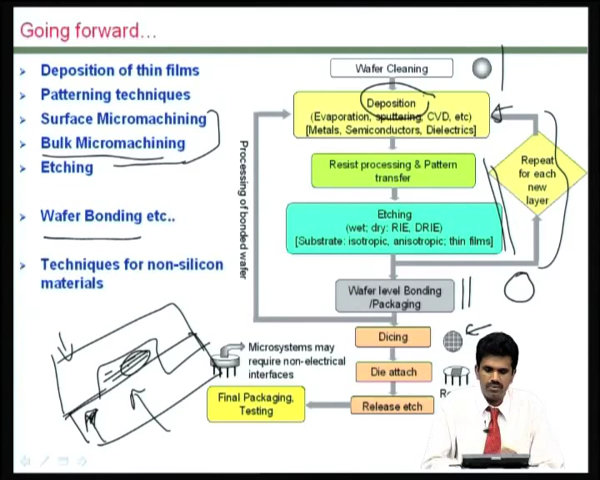 Going forward…
Deposition of thin films
Patterning techniques
Surface Micromachining
Bulk Micromachining
Etching
Wafer Bonding etc..
Techniques for non-silicon
materials
Wafer Cleaning
Deposition
(Evaporation, sputtering, CVD, etc)
[Metals, Semiconductors, Dielectrics]
Resist processing & Pattern
transfer
Etching
(wet; dry: RIE, DRIE)
[Substrate: isotropic, anisotropic; thin films]
Repeat
for each
new
layer
Processing of bonded wafer
Wafer level Bonding
/Packaging
Dicing
Die attach
Release etch
Microsystems may
require non-electrical
interfaces
Final Packaging,
Testing